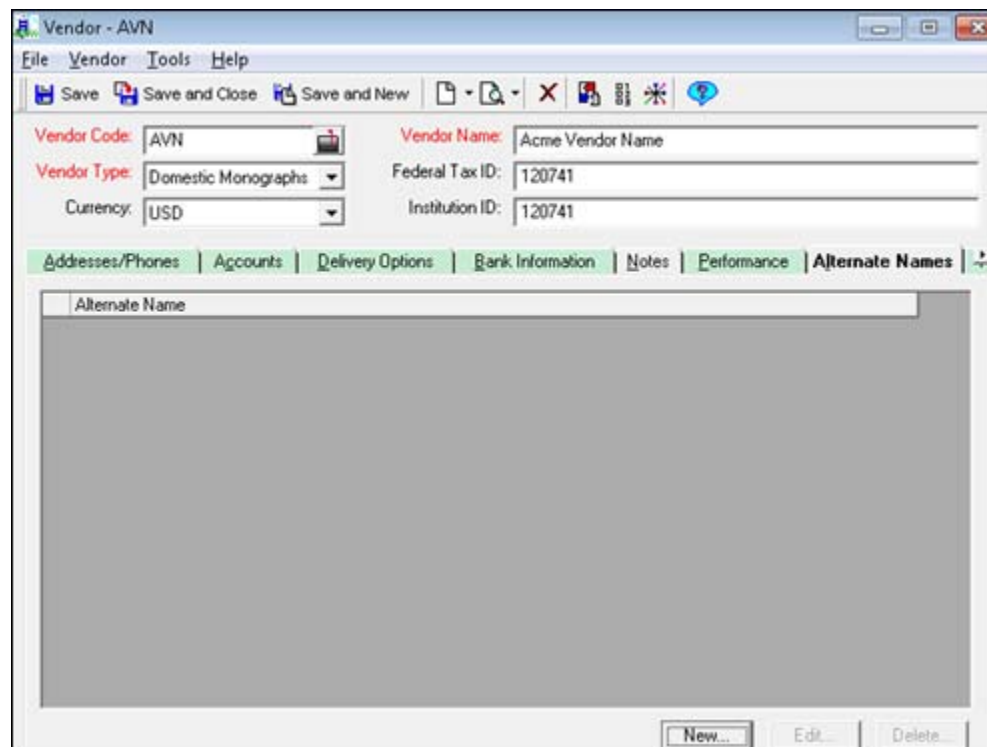 Vendor - AVN
File Vendor Tools Help
Save Save and Close Save and New
Vendor Code: AVN Vendor Name: Acme Vendor Name
Vendor Type: Domestic Monographs Federal Tax ID: 120741
Currency: USD Institution ID: 120741
Addresses/Phones Accounts Delivery Options Bank Information Notes Performance Alternate Names
Alternate Name
New... Edit... Delete...